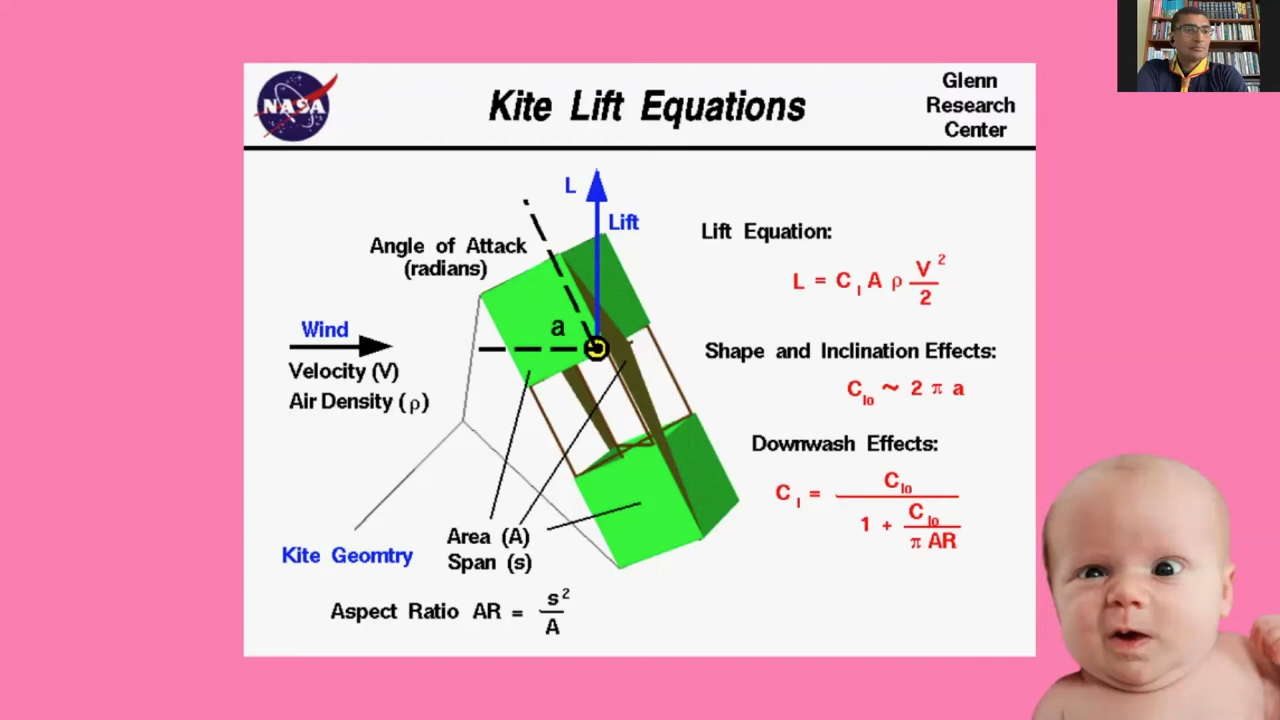 NASA
Kite Lift Equations
Glenn
Research
Center
L
Lift
Angle of Attack
(radians)
a
Wind
Velocity (V)
Air Density (ρ)
Lift Equation:
L = C_l A ρ V²/2
Shape and Inclination Effects:
C_lo ~ 2 π a
Downwash Effects:
C_l = C_lo / (1 + C_lo / (π AR))
Area (A)
Span (s)
Kite Geomtry
Aspect Ratio AR = s²/A